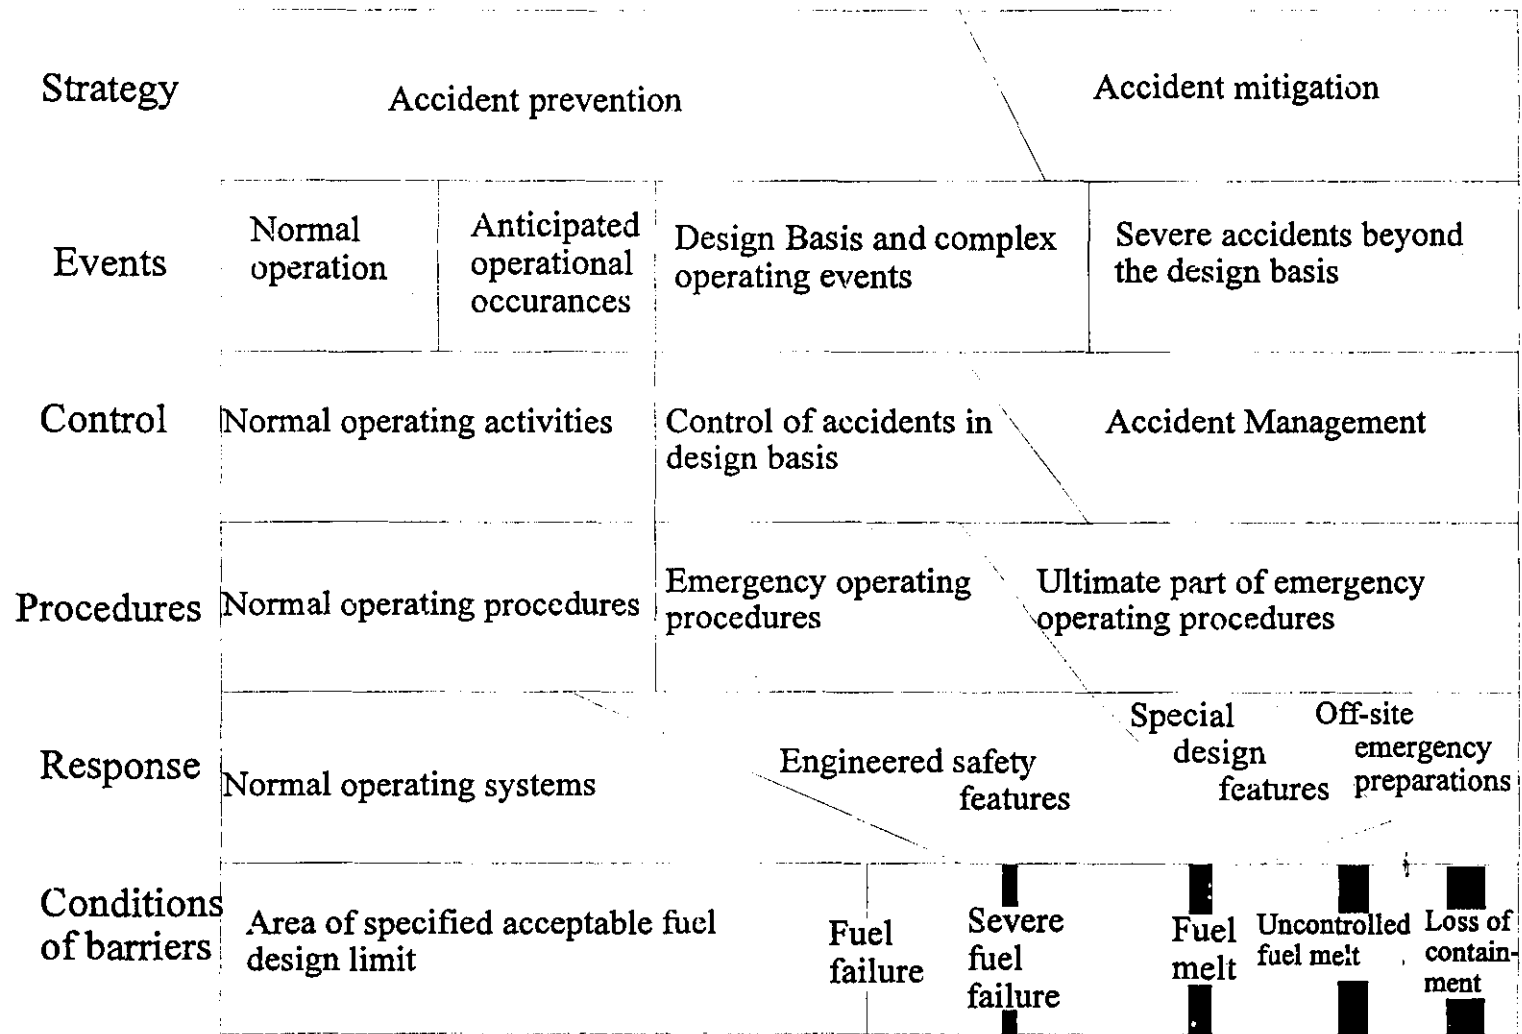 Strategy
Accident prevention
Accident mitigation
Events
Normal
operation
Anticipated
operational
occurances
Design Basis and complex
operating events
Severe accidents beyond
the design basis
Control
Normal operating activities
Control of accidents in
design basis
Accident Management
Procedures
Normal operating procedures
Emergency operating
procedures
Ultimate part of emergency
operating procedures
Response
Normal operating systems
Engineered safety
features
Special
design
features
Off-site
emergency
preparations
Conditions
of barriers
Area of specified acceptable fuel
design limit
Fuel
failure
Severe
fuel
failure
Fuel
melt
Uncontrolled
fuel melt
Loss of
contain-
ment